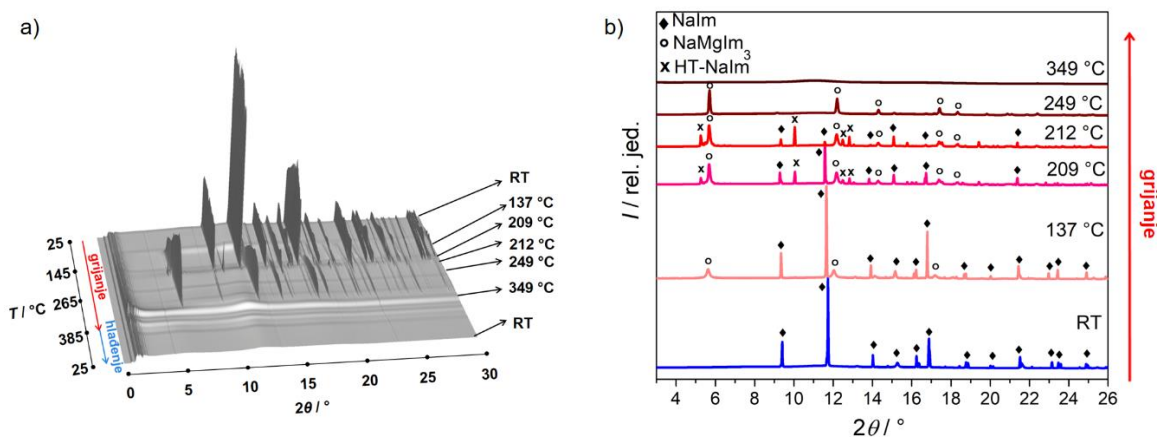 a)
RT
137 °C
209 °C
212 °C
249 °C
349 °C
RT
25
145
265
385
25
T / °C
grijanje
hlađenje
0
5
10
15
20
25
30
2θ / °
b)
♦ NaIm
o NaMgIm3
x HT-NaIm
349 °C
249 °C
212 °C
209 °C
137 °C
RT
I / rel. jed.
grijanje
4 6 8 10 12 14 16 18 20 22 24 26
2θ / °